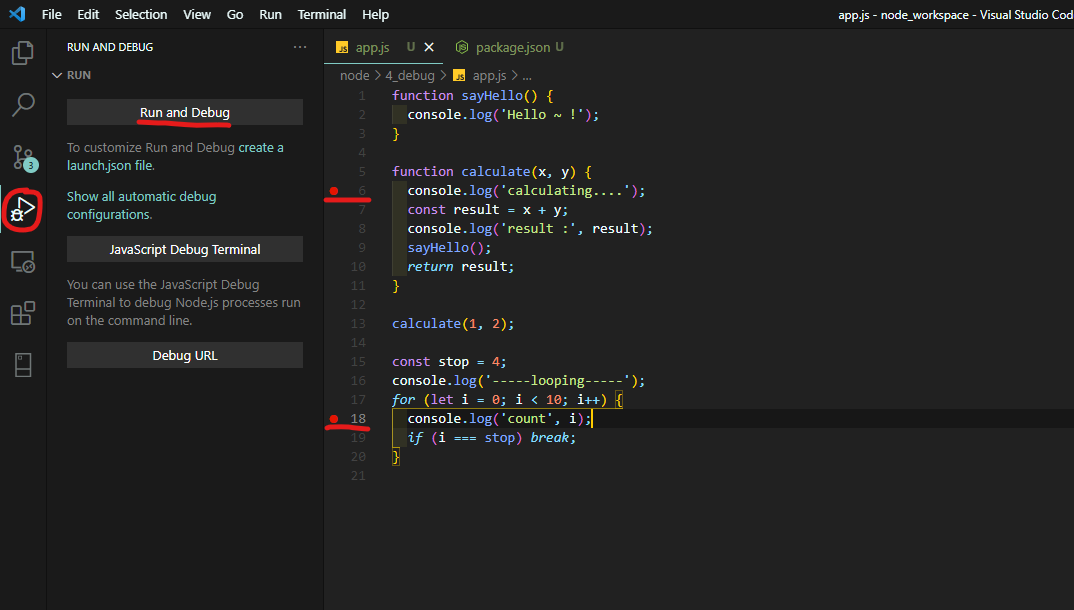 File Edit Selection View Go Run Terminal Help
app.js - node_workspace - Visual Studio Cod
RUN AND DEBUG ...
RUN
Run and Debug
To customize Run and Debug create a
launch.json file.
Show all automatic debug
configurations.
JavaScript Debug Terminal
You can use the JavaScript Debug
Terminal to debug Node.js processes run
on the command line.
Debug URL
3
JS app.js U
JS package.json U
node > 4_debug > JS app.js > ...
1 function sayHello() {
2 console.log('Hello ~ !');
3 }
4
5 function calculate(x, y) {
6 console.log('calculating....');
7 const result = x + y;
8 console.log('result :', result);
9 sayHello();
10 return result;
11 }
12
13 calculate(1, 2);
14
15 const stop = 4;
16 console.log('-----looping-----');
17 for (let i = 0; i < 10; i++) {
18 console.log('count', i);
19 if (i === stop) break;
20 }
21